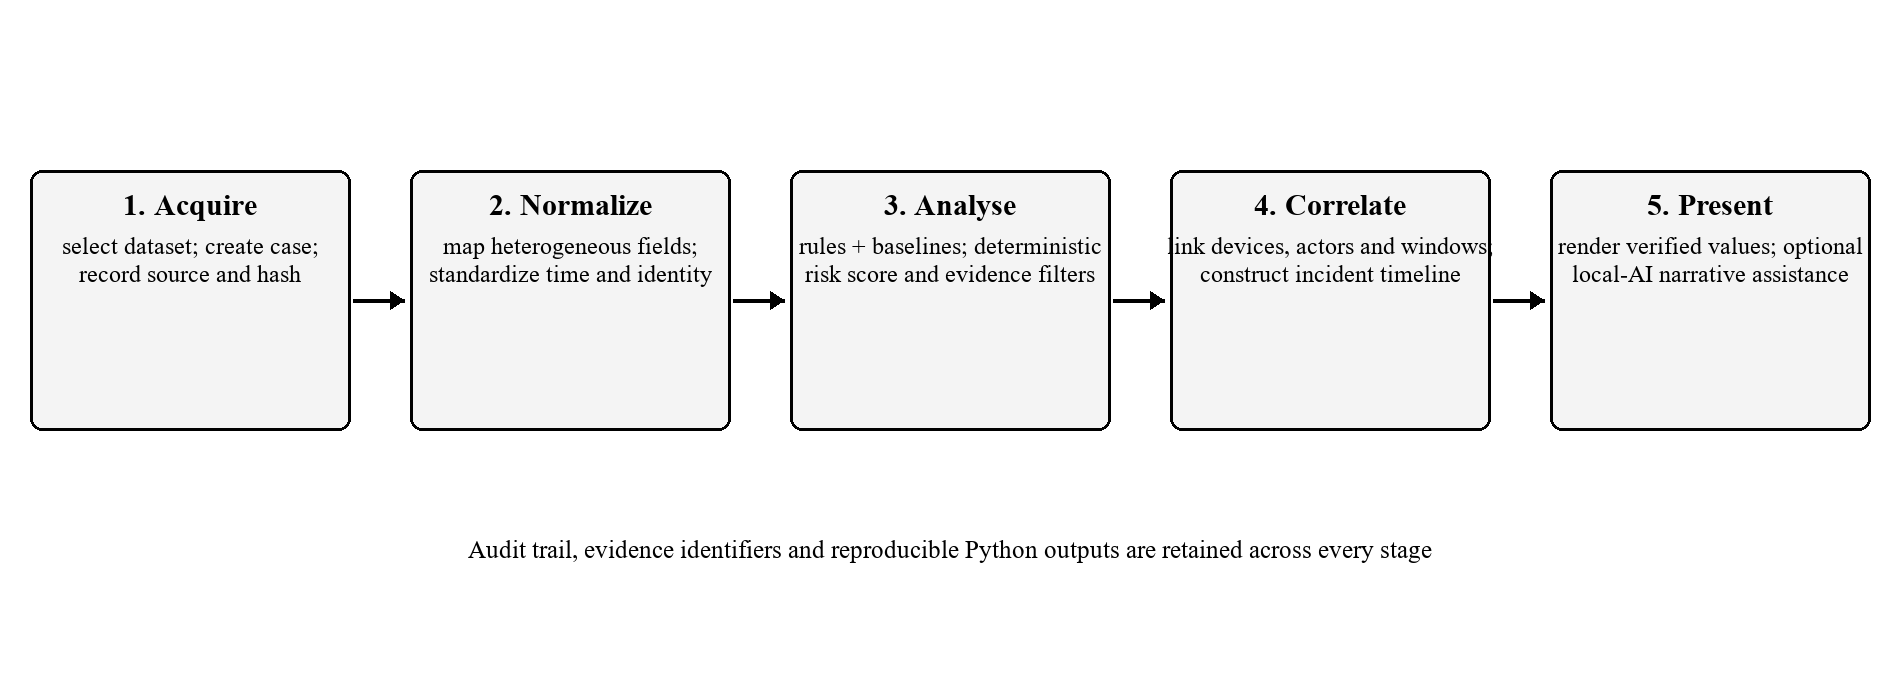 1. Acquire
select dataset; create case;
record source and hash
2. Normalize
map heterogeneous fields;
standardize time and identity
3. Analyse
rules + baselines; deterministic
risk score and evidence filters
4. Correlate
link devices, actors and windows;
construct incident timeline
5. Present
render verified values; optional
local-AI narrative assistance
Audit trail, evidence identifiers and reproducible Python outputs are retained across every stage